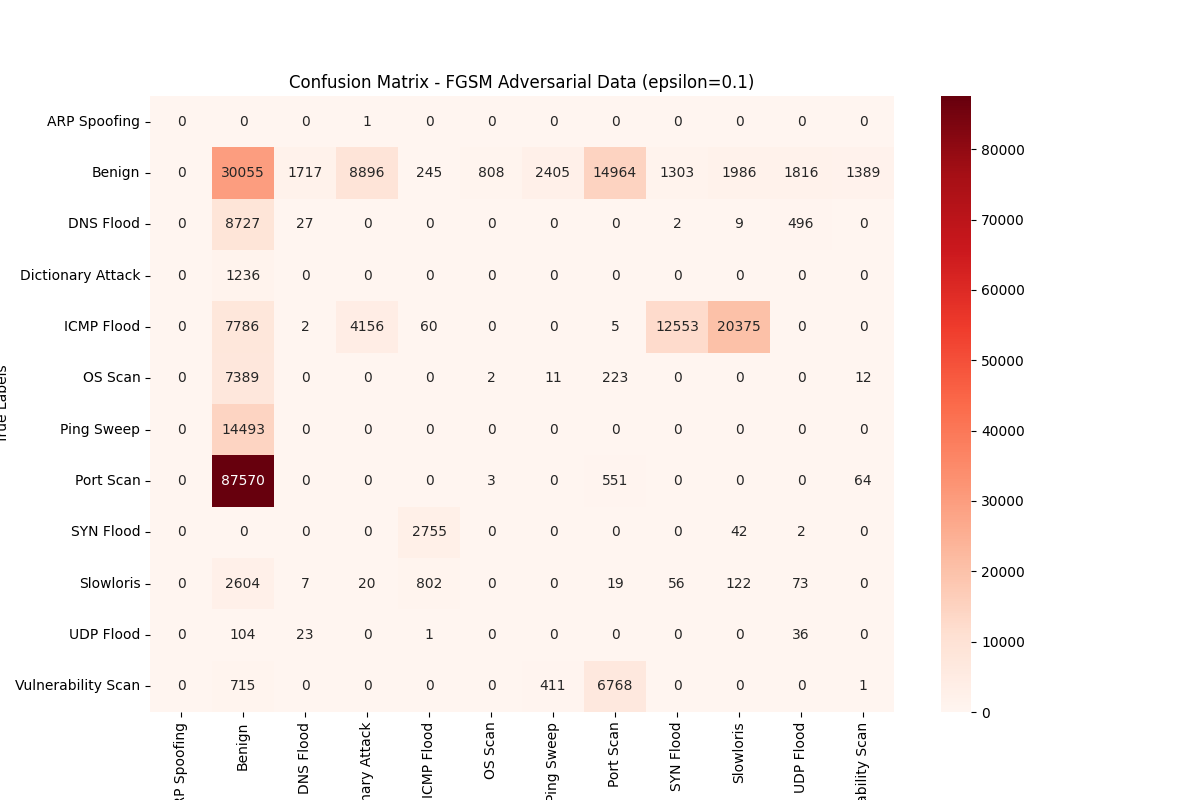 Confusion Matrix - FGSM Adversarial Data (epsilon=0.1)
ARP Spoofing 0 0 0 1 0 0 0 0 0 0 0 0
Benign 0 30055 1717 8896 245 808 2405 14964 1303 1986 1816 1389
DNS Flood 0 8727 27 0 0 0 0 0 2 9 496 0
Dictionary Attack 0 1236 0 0 0 0 0 0 0 0 0 0
ICMP Flood 0 7786 2 4156 60 0 0 5 12553 20375 0 0
OS Scan 0 7389 0 0 0 2 11 223 0 0 0 12
Ping Sweep 0 14493 0 0 0 0 0 0 0 0 0 0
Port Scan 0 87570 0 0 0 3 0 551 0 0 0 64
SYN Flood 0 0 0 0 2755 0 0 0 0 42 2 0
Slowloris 0 2604 7 20 802 0 0 19 56 122 73 0
UDP Flood 0 104 23 0 1 0 0 0 0 0 36 0
Vulnerability Scan 0 715 0 0 0 0 411 6768 0 0 0 1
True Labels
RP Spoofing
Benign
DNS Flood
nary Attack
ICMP Flood
OS Scan
Ping Sweep
Port Scan
SYN Flood
Slowloris
UDP Flood
ability Scan
80000
70000
60000
50000
40000
30000
20000
10000
0